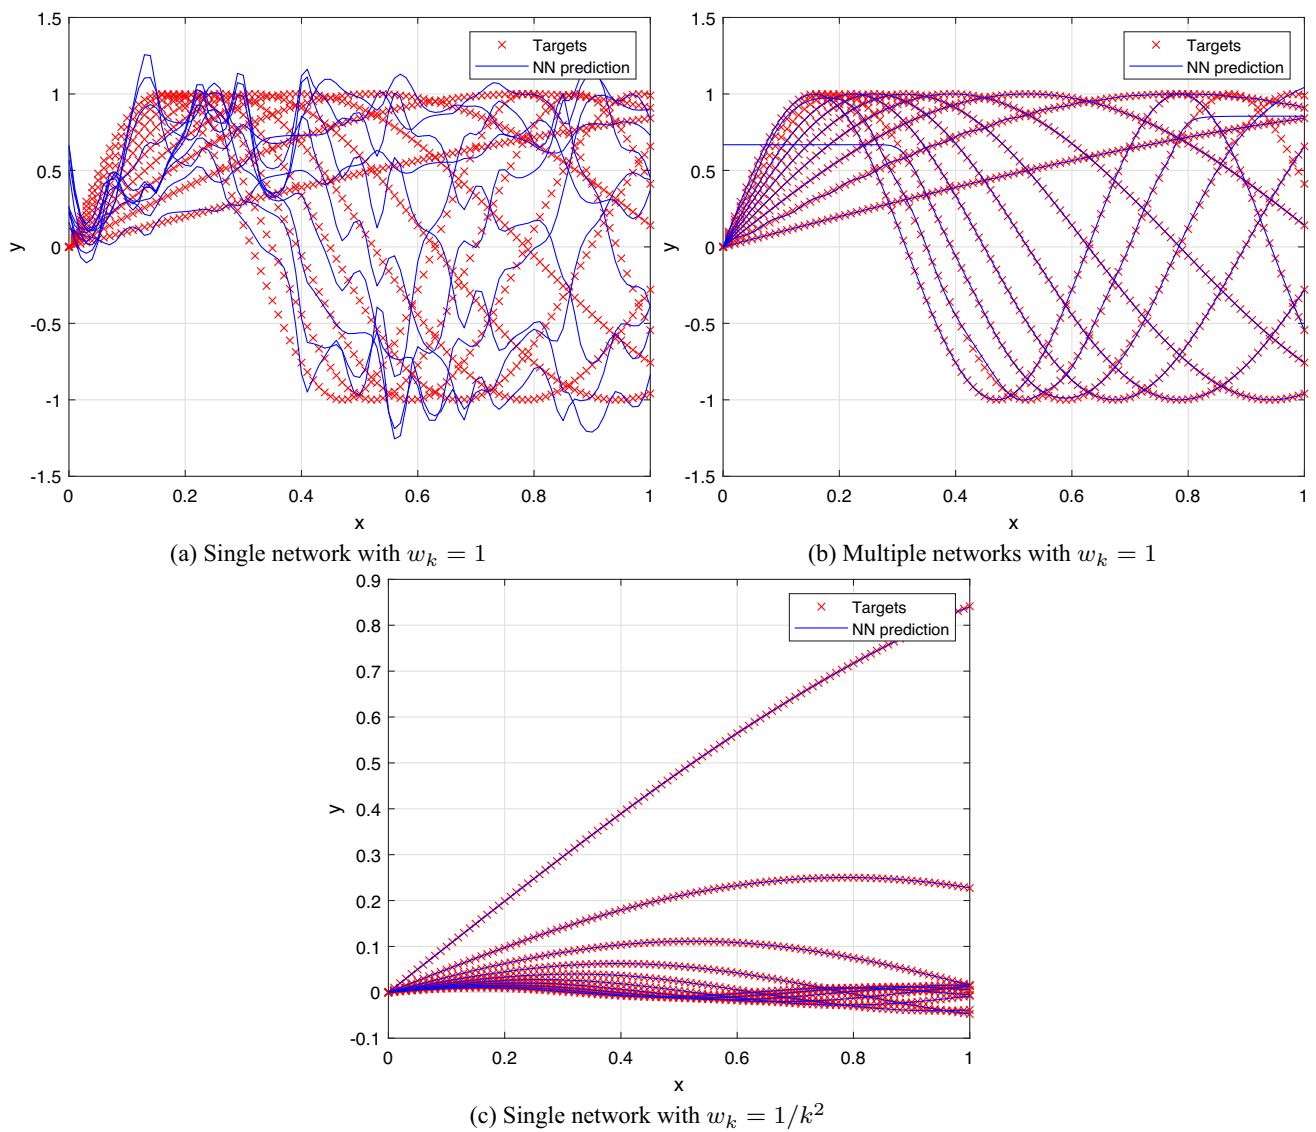 1.5
1
0.5
0
-0.5
-1
-1.5
y
Targets
NN prediction
0 0.2 0.4 0.6 0.8 1
x
(a) Single network with $w_k = 1$
1.5
1
0.5
0
-0.5
-1
-1.5
y
Targets
NN prediction
0 0.2 0.4 0.6 0.8 1
x
(b) Multiple networks with $w_k = 1$
0.9
0.8
0.7
0.6
0.5
0.4
0.3
0.2
0.1
0
-0.1
y
Targets
NN prediction
0 0.2 0.4 0.6 0.8 1
x
(c) Single network with $w_k = 1/k^2$